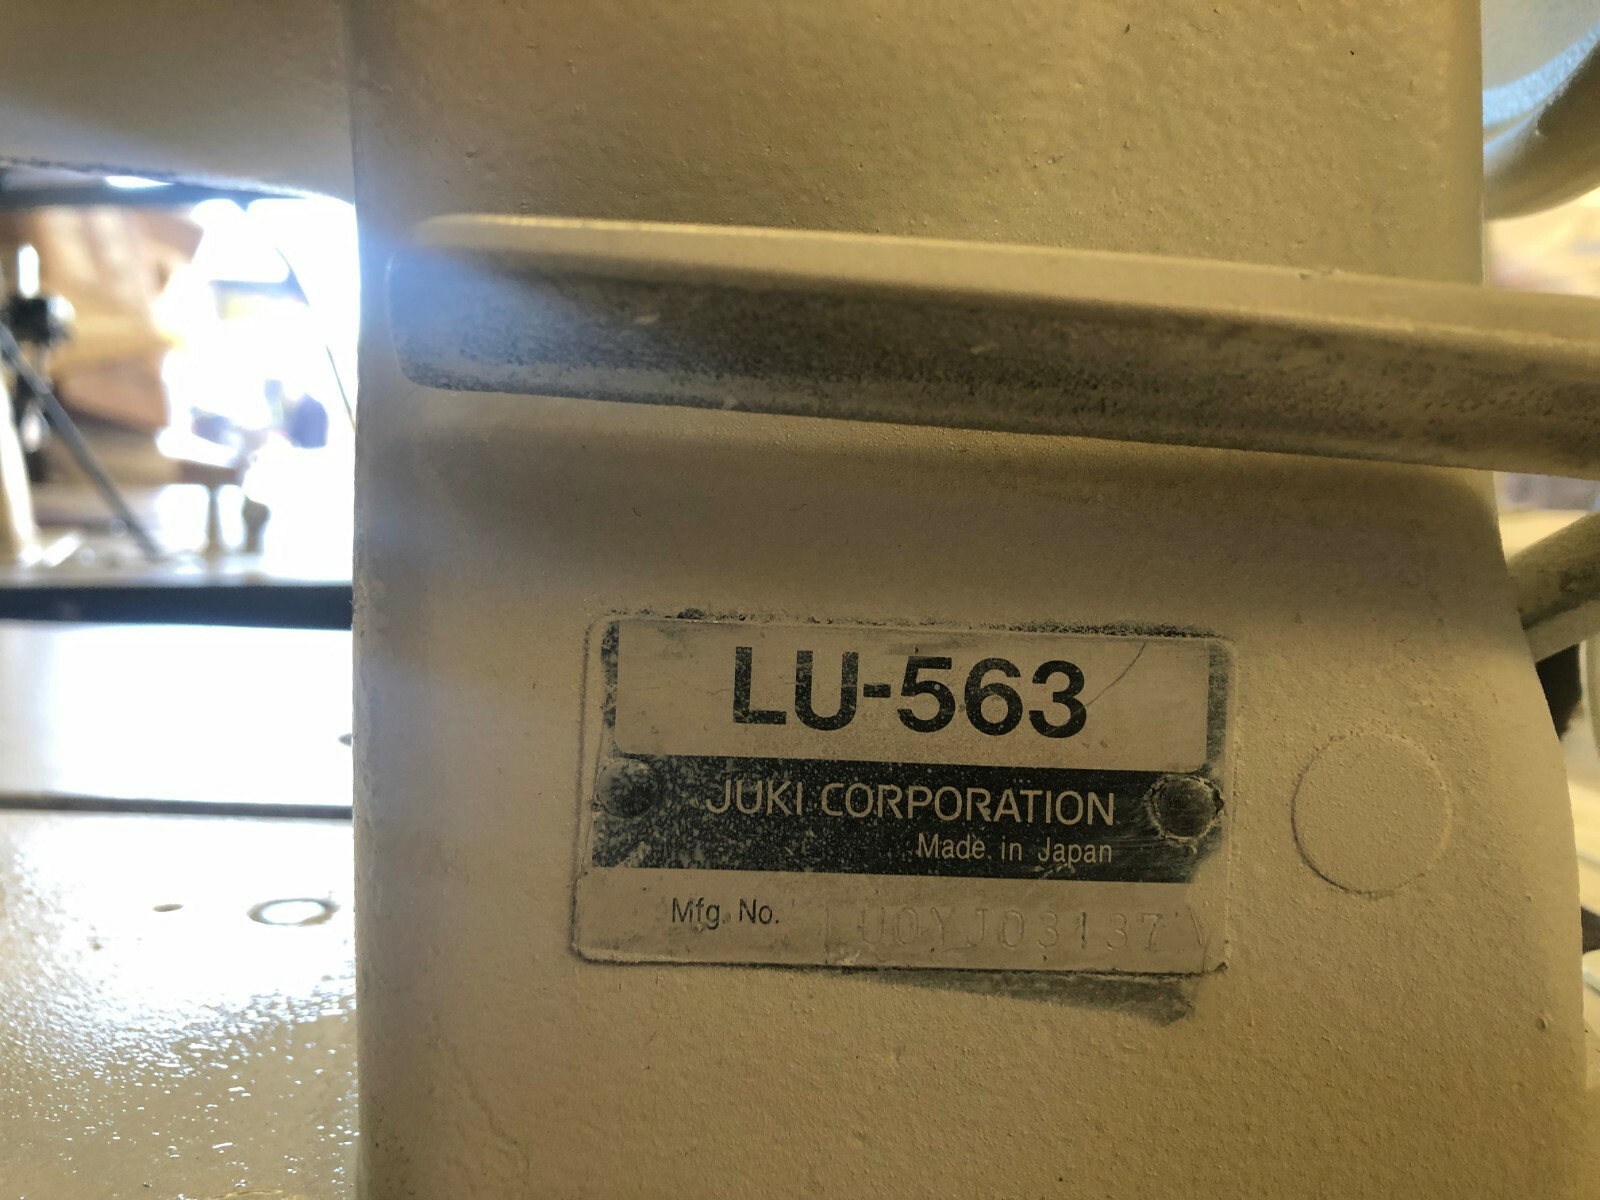 LU-563
JUKI CORPORATION
Made in Japan
Mfg. No.